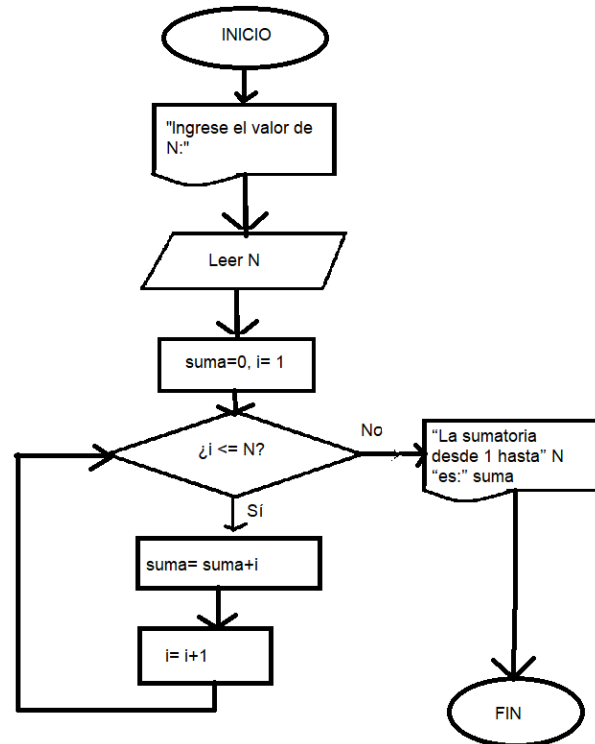 INICIO
"Ingrese el valor de
N:"
Leer N
suma=0, i= 1
¿i <= N?
No
“La sumatoria
desde 1 hasta” N
“es:” suma
Sí
suma= suma+i
i= i+1
FIN